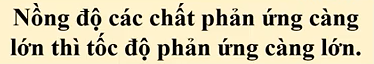 Nồng độ các chất phản ứng càng
lớn thì tốc độ phản ứng càng lớn.